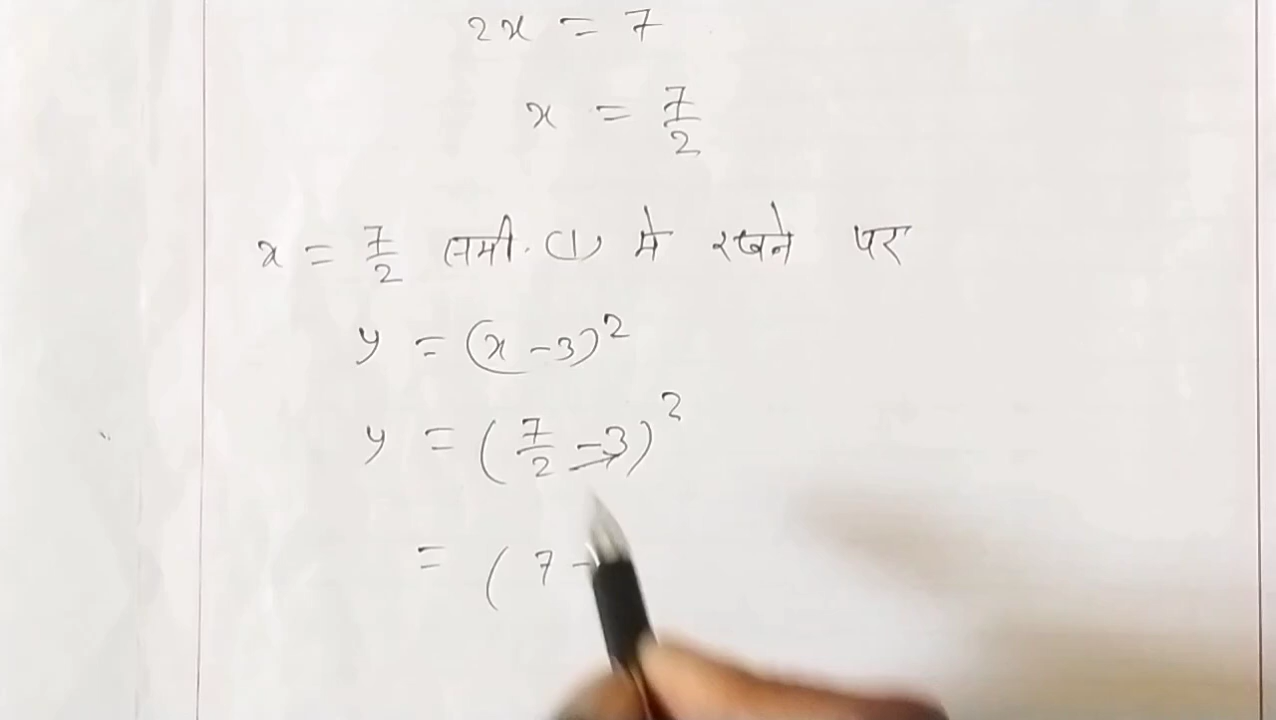 2x = 7
x = 7/2
x = 7/2 समी. (1) मे रखने पर
y = (x - 3)²
y = (7/2 - 3)²
= ( 7 -